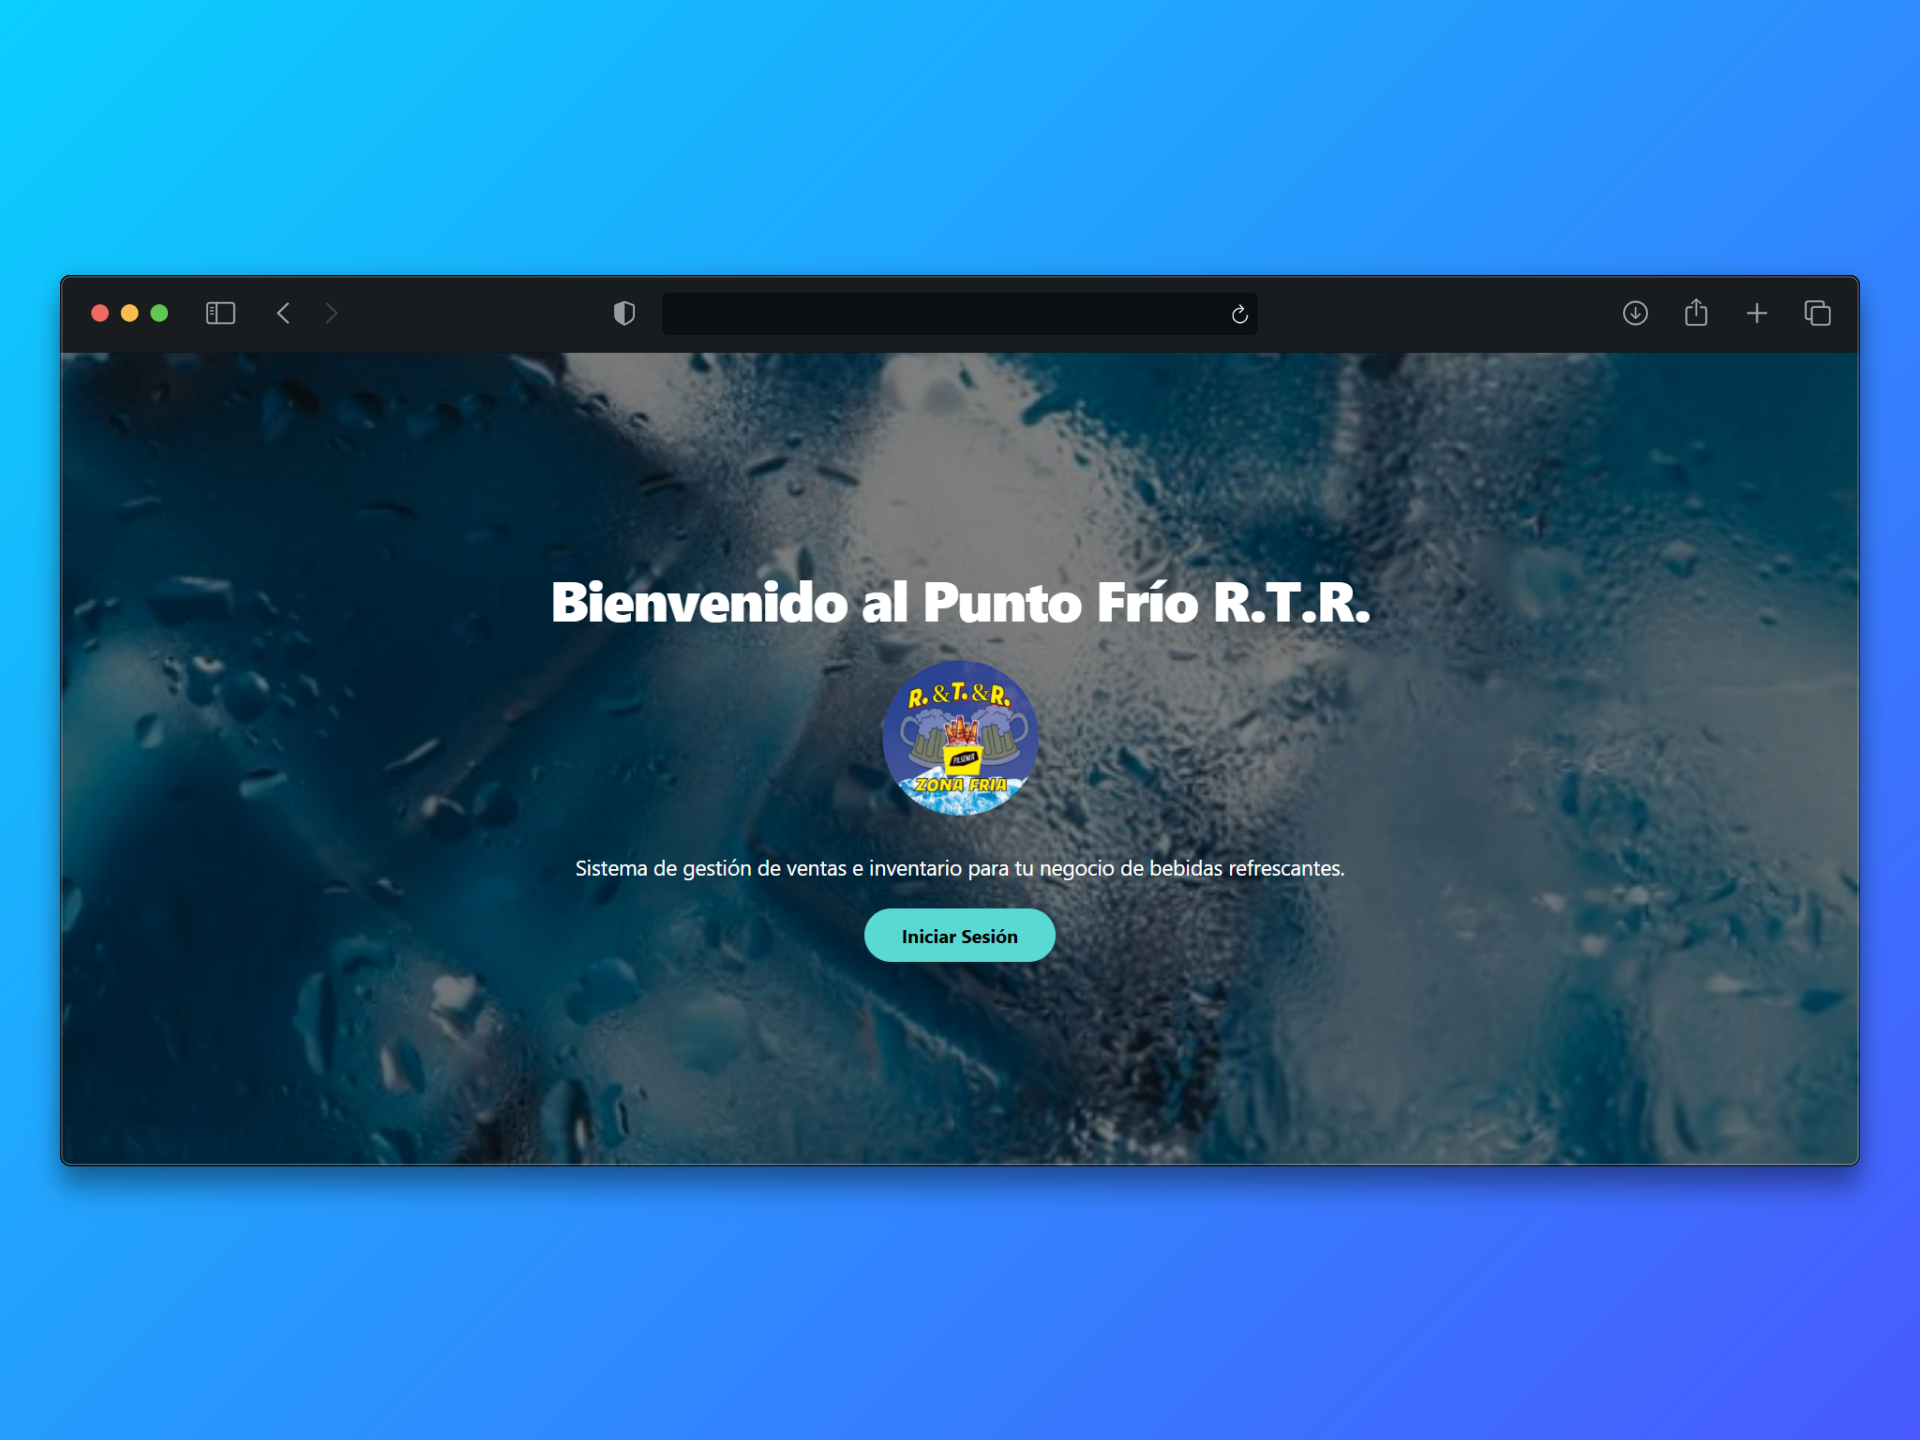 Bienvenido al Punto Frío R.T.R.
R. & T. & R.
PILSENER
ZONA FRIA
Sistema de gestión de ventas e inventario para tu negocio de bebidas refrescantes.
Iniciar Sesión